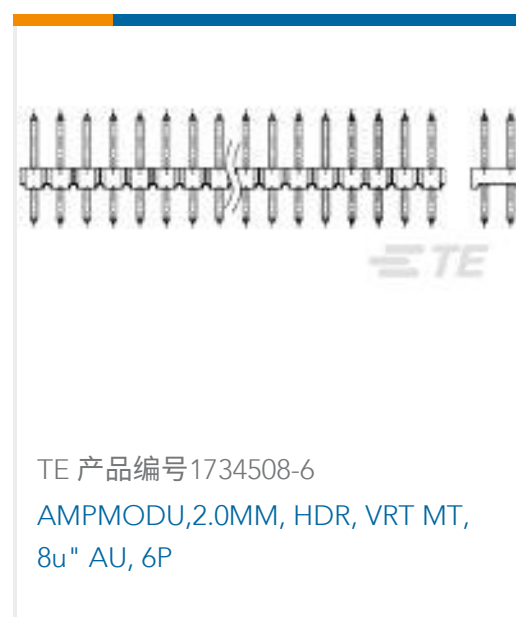 TE
TE 产品编号1734508-6
AMPMODU,2.0MM, HDR, VRT MT,
8u" AU, 6P